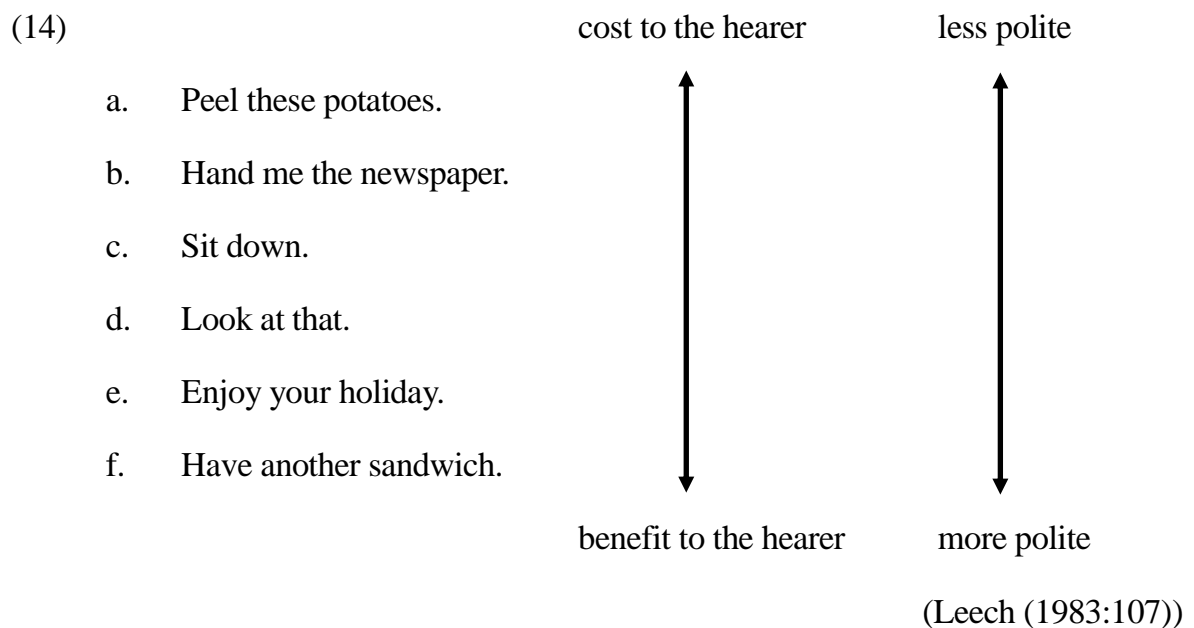 (14) cost to the hearer less polite
a. Peel these potatoes.
b. Hand me the newspaper.
c. Sit down.
d. Look at that.
e. Enjoy your holiday.
f. Have another sandwich.
benefit to the hearer more polite
(Leech (1983:107))